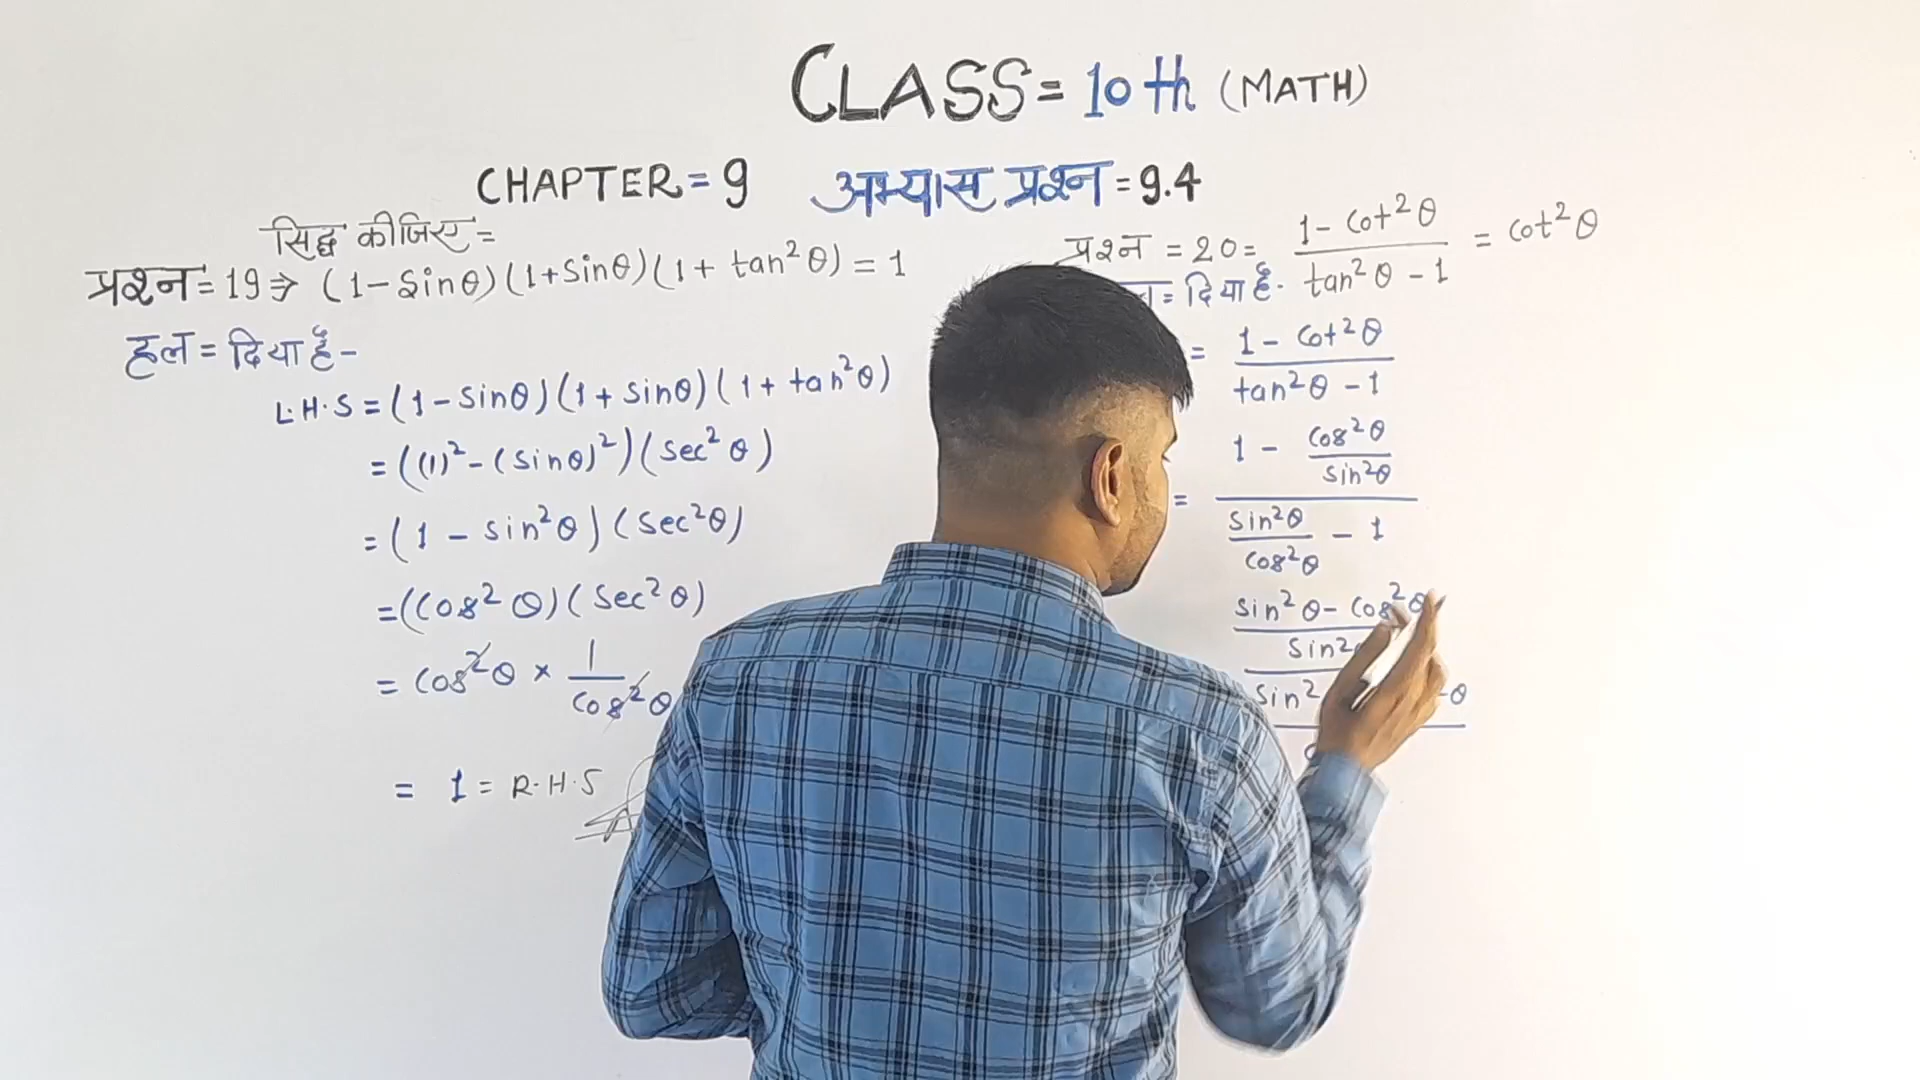 CLASS = 10th (MATH)
CHAPTER = 9 अभ्यास प्रश्न = 9.4
सिद्ध कीजिए =
प्रश्न = 19 ⇒ (1 - Sinθ) (1 + Sinθ) (1 + tan²θ) = 1
हल = दिया है -
L.H.S = (1 - Sinθ) (1 + Sinθ) (1 + tan²θ)
= ((1)² - (Sinθ)²) (Sec²θ)
= (1 - Sin²θ) (Sec²θ)
= (Cos²θ) (Sec²θ)
= Cos²θ × 1/Cos²θ
= 1 = R.H.S
प्रश्न = 20 = (1 - Cot²θ)/(tan²θ - 1) = Cot²θ
= दिया है -
= (1 - Cot²θ)/(tan²θ - 1)
1 - Cos²θ/Sin²θ
=
Sin²θ/Cos²θ - 1
Sin²θ - Cos²θ
Sin²
Sin² θ